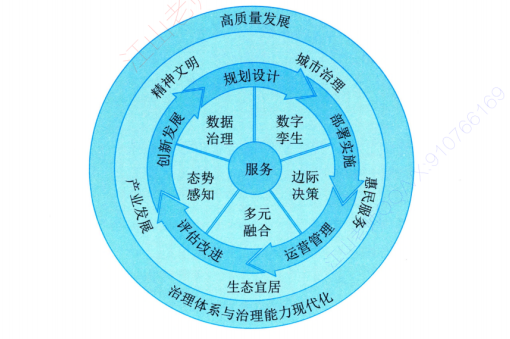 高质量发展
精神文明
城市治理
规划设计
创新发展
部署实施
数据
治理
数字
孪生
服务
态势
感知
边际
决策
多元
融合
产业发展
惠民服务
评估改进
运营管理
生态宜居
治理体系与治理能力现代化